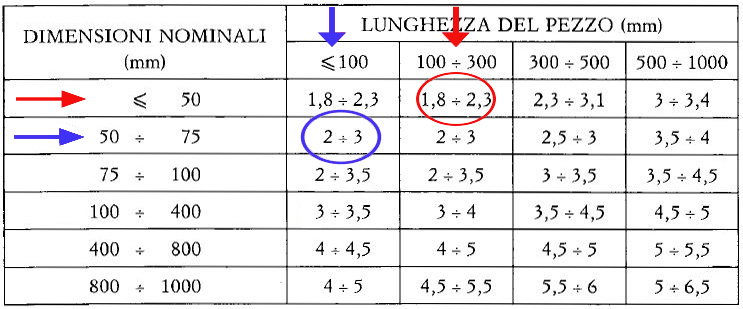 DIMENSIONI NOMINALI (mm) LUNGHEZZA DEL PEZZO (mm)
⩽ 100 100 ÷ 300 300 ÷ 500 500 ÷ 1000
⩽ 50 1,8 ÷ 2,3 1,8 ÷ 2,3 2,3 ÷ 3,1 3 ÷ 3,4
50 ÷ 75 2 ÷ 3 2 ÷ 3 2,5 ÷ 3 3,5 ÷ 4
75 ÷ 100 2 ÷ 3,5 2 ÷ 3,5 3 ÷ 3,5 3,5 ÷ 4,5
100 ÷ 400 3 ÷ 3,5 3 ÷ 4 3,5 ÷ 4,5 4,5 ÷ 5
400 ÷ 800 4 ÷ 4,5 4 ÷ 5 4,5 ÷ 5 5 ÷ 5,5
800 ÷ 1000 4 ÷ 5 4,5 ÷ 5,5 5,5 ÷ 6 5 ÷ 6,5